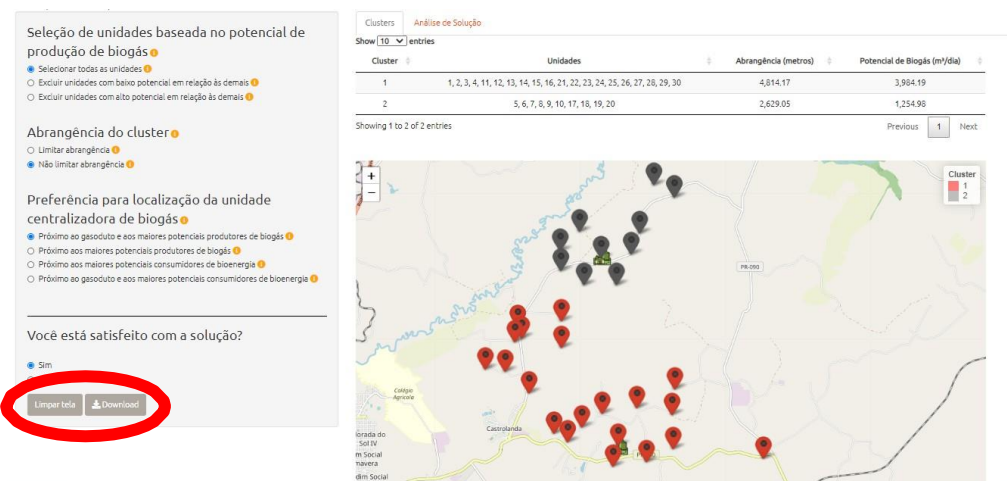 Seleção de unidades baseada no potencial de
produção de biogás
Selecionar todas as unidades
Excluir unidades com baixo potencial em relação às demais
Excluir unidades com alto potencial em relação às demais
Abrangência do cluster
Limitar abrangência
Não limitar abrangência
Preferência para localização da unidade
centralizadora de biogás
Próximo ao gasoduto e aos maiores potenciais produtores de biogás
Próximo aos maiores potenciais produtores de biogás
Próximo aos maiores potenciais consumidores de bioenergia
Próximo ao gasoduto e aos maiores potenciais consumidores de bioenergia
Você está satisfeito com a solução?
Sim
Limpar tela Download
Clusters Análise de Solução
Show 10 entries
Cluster Unidades Abrangência (metros) Potencial de Biogás (m³/dia)
1 1, 2, 3, 4, 11, 12, 13, 14, 15, 16, 21, 22, 23, 24, 25, 26, 27, 28, 29, 30 4,814.17 3,984.19
2 5, 6, 7, 8, 9, 10, 17, 18, 19, 20 2,629.05 1,254.98
Showing 1 to 2 of 2 entries Previous 1 Next
+
−
Cluster
1
2
PR-090
Colégio
Agrícola
Castrolanda
orada do
Sol IV
m Social
mavera
dim Social